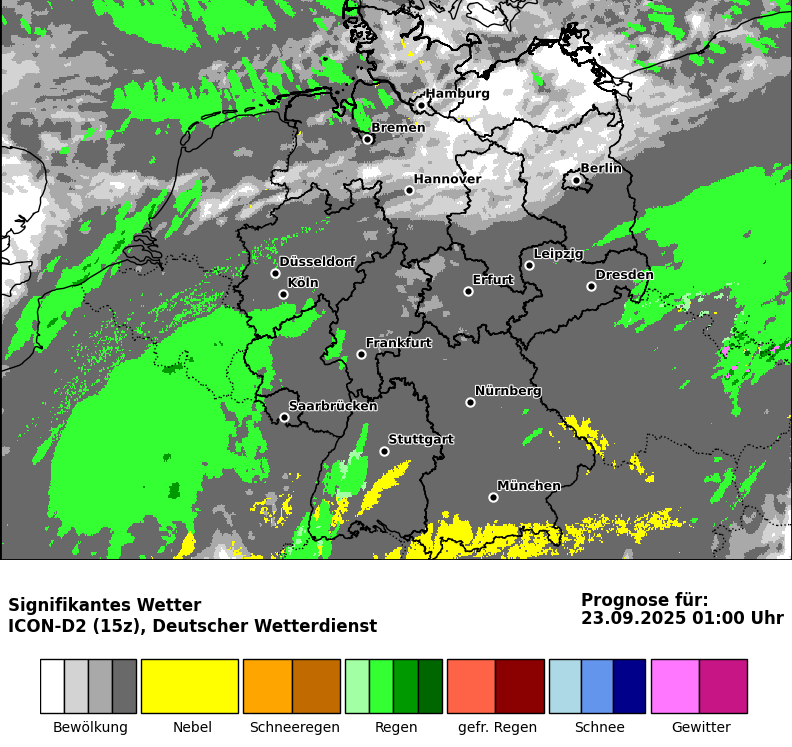 Hamburg
Bremen
Berlin
Hannover
Leipzig
Düsseldorf
Dresden
Köln
Erfurt
Frankfurt
Nürnberg
Saarbrücken
Stuttgart
München
Signifikantes Wetter
ICON-D2 (15z), Deutscher Wetterdienst
Prognose für:
23.09.2025 01:00 Uhr
Bewölkung
Nebel
Schneeregen
Regen
gefr. Regen
Schnee
Gewitter